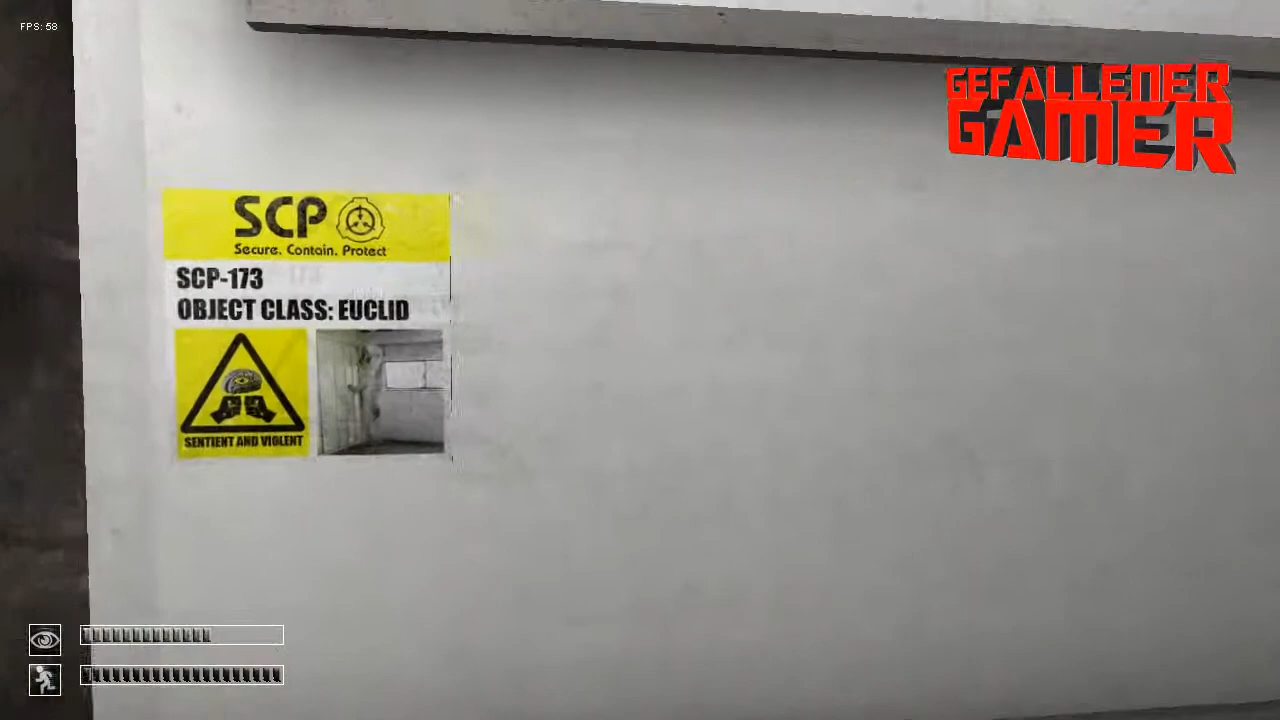 FPS: 58
GEFALLENER
GAMER
SCP
Secure. Contain. Protect
SCP-173
OBJECT CLASS: EUCLID
SENTIENT AND VIOLENT